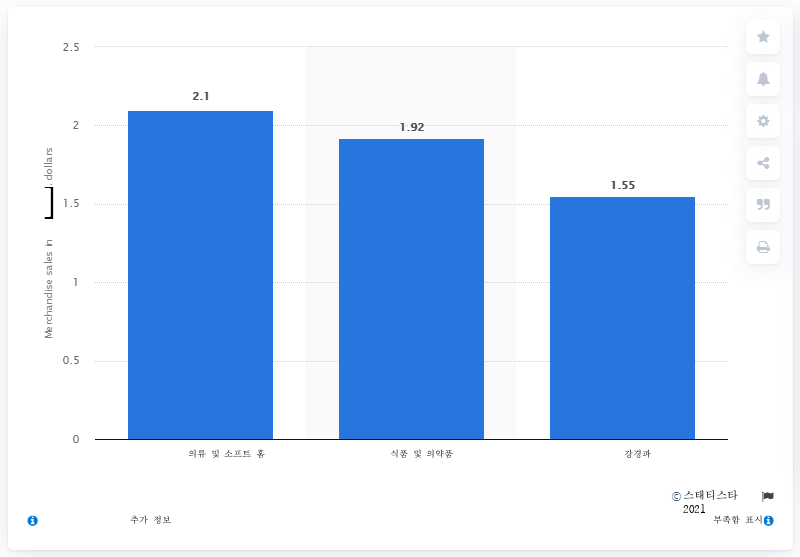 2.5
2
1.5
1
0.5
0
Merchandise sales in
dollars
2.1
1.92
1.55
의류 및 소프트 홈
식품 및 의약품
강경파
© 스태티스타
2021
추가 정보
부족함 표시